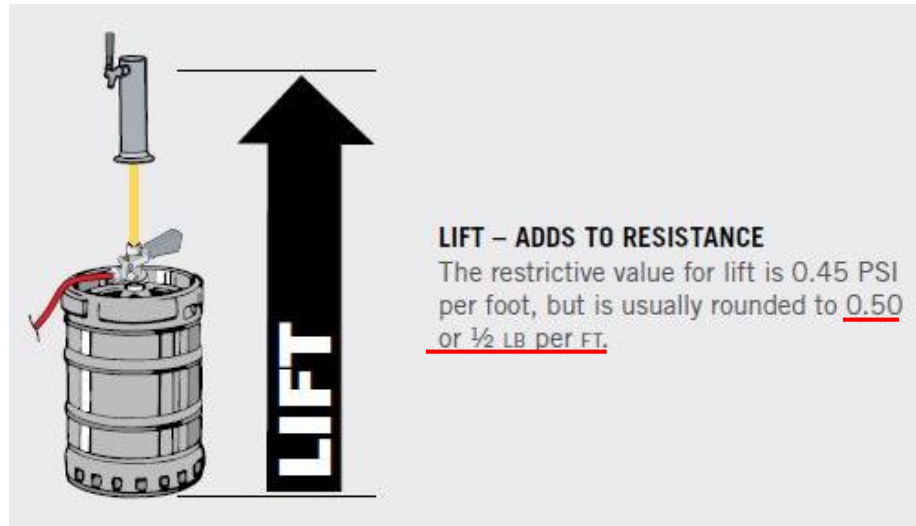 LIFT
LIFT – ADDS TO RESISTANCE
The restrictive value for lift is 0.45 PSI
per foot, but is usually rounded to 0.50
or ½ LB per FT.